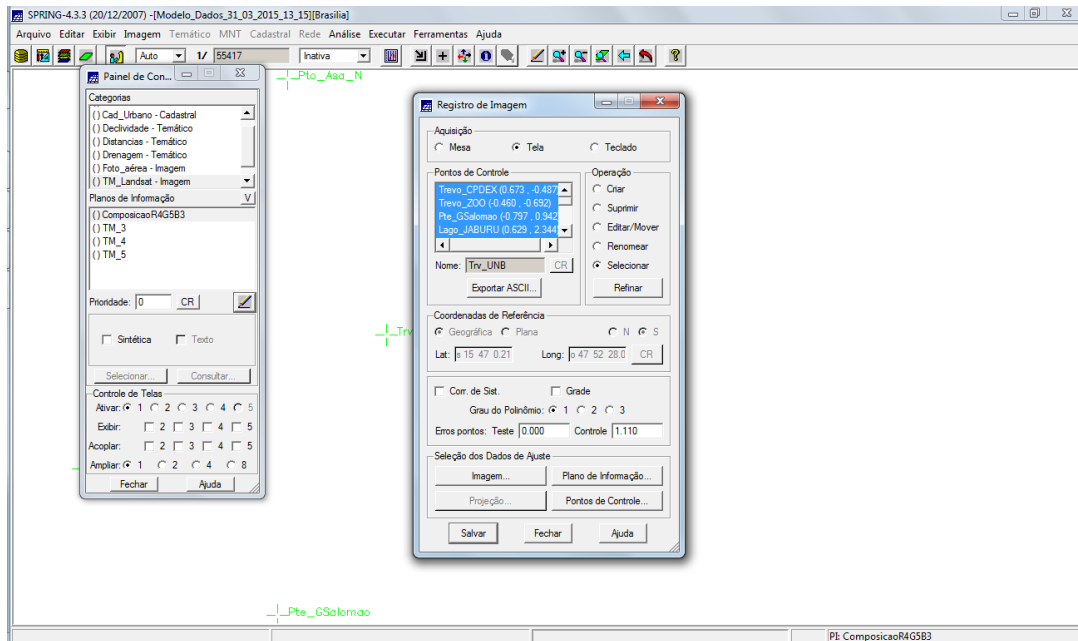 SPRING-4.3.3 (20/12/2007) -[Modelo_Dados_31_03_2015_13_15][Brasilia]
Arquivo Editar Exibir Imagem Temático MNT Cadastral Rede Análise Executar Ferramentas Ajuda
Auto 1/ 55417 Inativa
Pto_Asa_N
Painel de Con...
Categorias
() Cad_Urbano - Cadastral
() Declividade - Temático
() Distancias - Temático
() Drenagem - Temático
() Foto_aérea - Imagem
() TM_Landsat - Imagem
Planos de Informação V
() ComposicaoR4G5B3
() TM_3
() TM_4
() TM_5
Prioridade: 0 CR
Sintética Texto
Selecionar... Consultar...
Controle de Telas
Ativar: 1 2 3 4 5
Exibir: 2 3 4 5
Acoplar: 2 3 4 5
Ampliar: 1 2 4 8
Fechar Ajuda
Trv
Registro de Imagem
Aquisição
Mesa Tela Teclado
Pontos de Controle
Trevo_CPDEX (0.673 , -0.487)
Trevo_ZOO (-0.460 , -0.692)
Pte_GSalomao (-0.797 , 0.942)
Lago_JABURU (0.629 , 2.344)
Nome: Trv_UNB CR
Exportar ASCII...
Operação
Criar
Suprimir
Editar/Mover
Renomear
Selecionar
Refinar
Coordenadas de Referência
Geográfica Plana N S
Lat: s 15 47 0.21 Long: o 47 52 28.0 CR
Corr. de Sist. Grade
Grau do Polinômio: 1 2 3
Erros pontos: Teste 0.000 Controle 1.110
Seleção dos Dados de Ajuste
Imagem... Plano de Informação...
Projeção... Pontos de Controle...
Salvar Fechar Ajuda
Pte_GSalomao
PI: ComposicaoR4G5B3